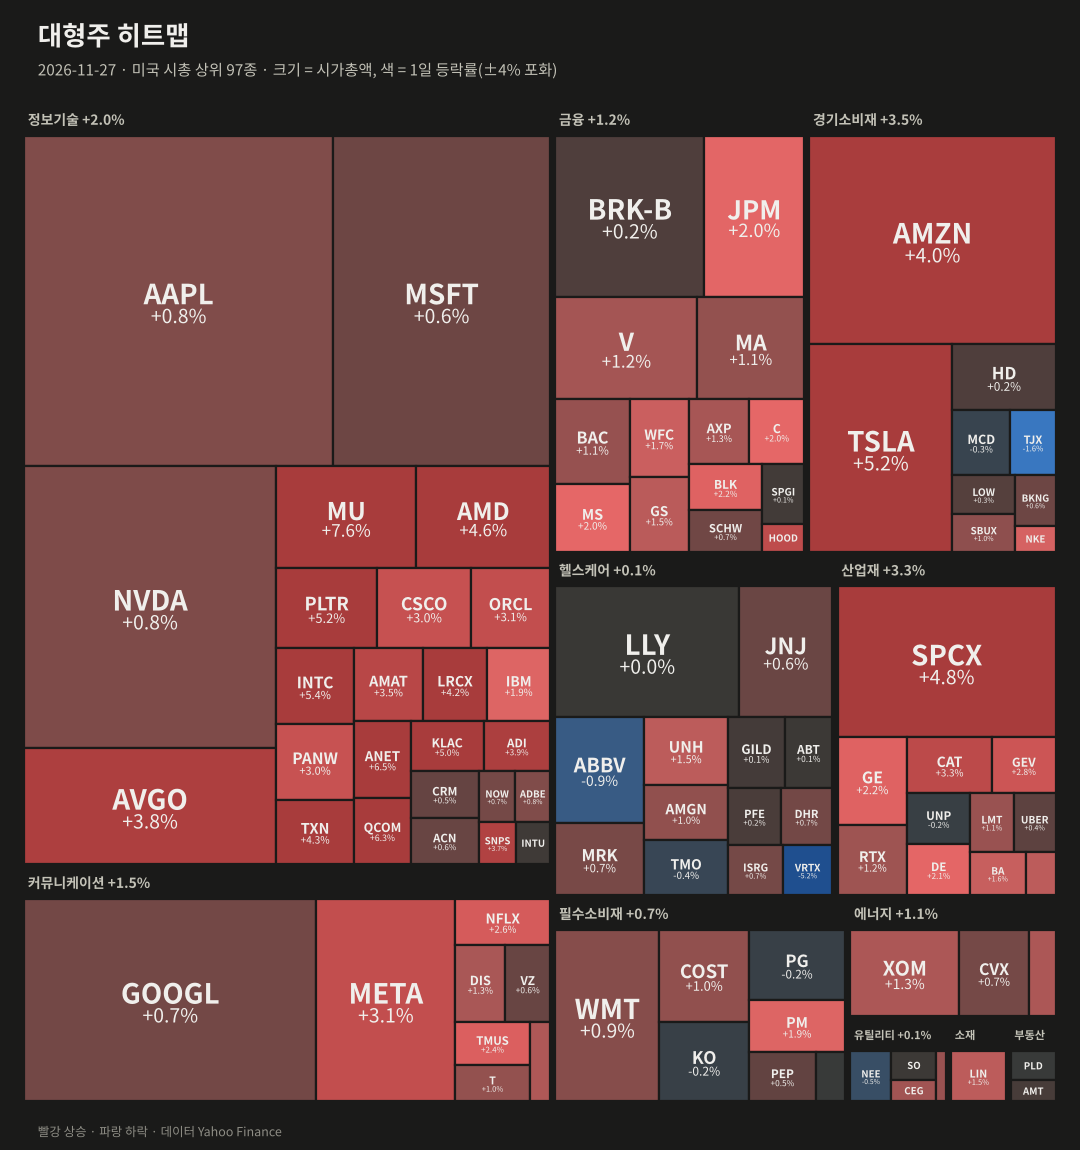 대형주 히트맵
2026-11-27 · 미국 시총 상위 97종 · 크기 = 시가총액, 색 = 1일 등락률(±4% 포화)
정보기술 +2.0%
AAPL
+0.8%
MSFT
+0.6%
NVDA
+0.8%
AVGO
+3.8%
MU
+7.6%
AMD
+4.6%
PLTR
+5.2%
CSCO
+3.0%
ORCL
+3.1%
INTC
+5.4%
AMAT
+3.5%
LRCX
+4.2%
IBM
+1.9%
PANW
+3.0%
ANET
+6.5%
KLAC
+5.0%
ADI
+3.9%
CRM
+0.5%
NOW
+0.7%
ADBE
+0.8%
TXN
+4.3%
QCOM
+6.3%
ACN
+0.6%
SNPS
+3.7%
INTU
금융 +1.2%
BRK-B
+0.2%
JPM
+2.0%
V
+1.2%
MA
+1.1%
BAC
+1.1%
WFC
+1.7%
AXP
+1.3%
C
+2.0%
MS
+2.0%
GS
+1.5%
BLK
+2.2%
SPGI
+0.1%
SCHW
+0.7%
HOOD
경기소비재 +3.5%
AMZN
+4.0%
TSLA
+5.2%
HD
+0.2%
MCD
-0.3%
TJX
-1.6%
LOW
+0.3%
BKNG
+0.6%
SBUX
+1.0%
NKE
헬스케어 +0.1%
LLY
+0.0%
JNJ
+0.6%
ABBV
-0.9%
UNH
+1.5%
GILD
+0.1%
ABT
+0.1%
AMGN
+1.0%
PFE
+0.2%
DHR
+0.7%
MRK
+0.7%
TMO
-0.4%
ISRG
+0.7%
VRTX
-5.2%
산업재 +3.3%
SPCX
+4.8%
GE
+2.2%
CAT
+3.3%
GEV
+2.8%
UNP
-0.2%
LMT
+1.1%
UBER
+0.4%
RTX
+1.2%
DE
+2.1%
BA
+1.6%
커뮤니케이션 +1.5%
GOOGL
+0.7%
META
+3.1%
NFLX
+2.6%
DIS
+1.3%
VZ
+0.6%
TMUS
+2.4%
T
+1.0%
필수소비재 +0.7%
WMT
+0.9%
COST
+1.0%
PG
-0.2%
KO
-0.2%
PM
+1.9%
PEP
+0.5%
에너지 +1.1%
XOM
+1.3%
CVX
+0.7%
유틸리티 +0.1%
NEE
-0.5%
SO
CEG
소재
LIN
+1.5%
부동산
PLD
AMT
빨강 상승 · 파랑 하락 · 데이터 Yahoo Finance